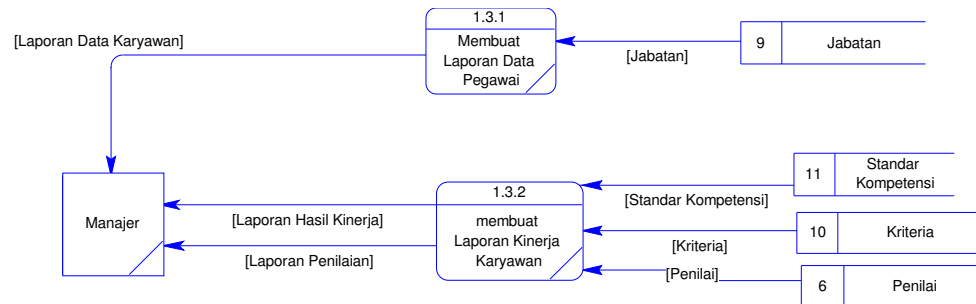 1.3.1
[Laporan Data Karyawan]
Membuat
Laporan Data
Pegawai
[Jabatan]
9
Jabatan
Manajer
[Laporan Hasil Kinerja]
[Laporan Penilaian]
1.3.2
membuat
Laporan Kinerja
Karyawan
[Standar Kompetensi]
11
Standar
Kompetensi
[Kriteria]
10
Kriteria
[Penilai]
6
Penilai